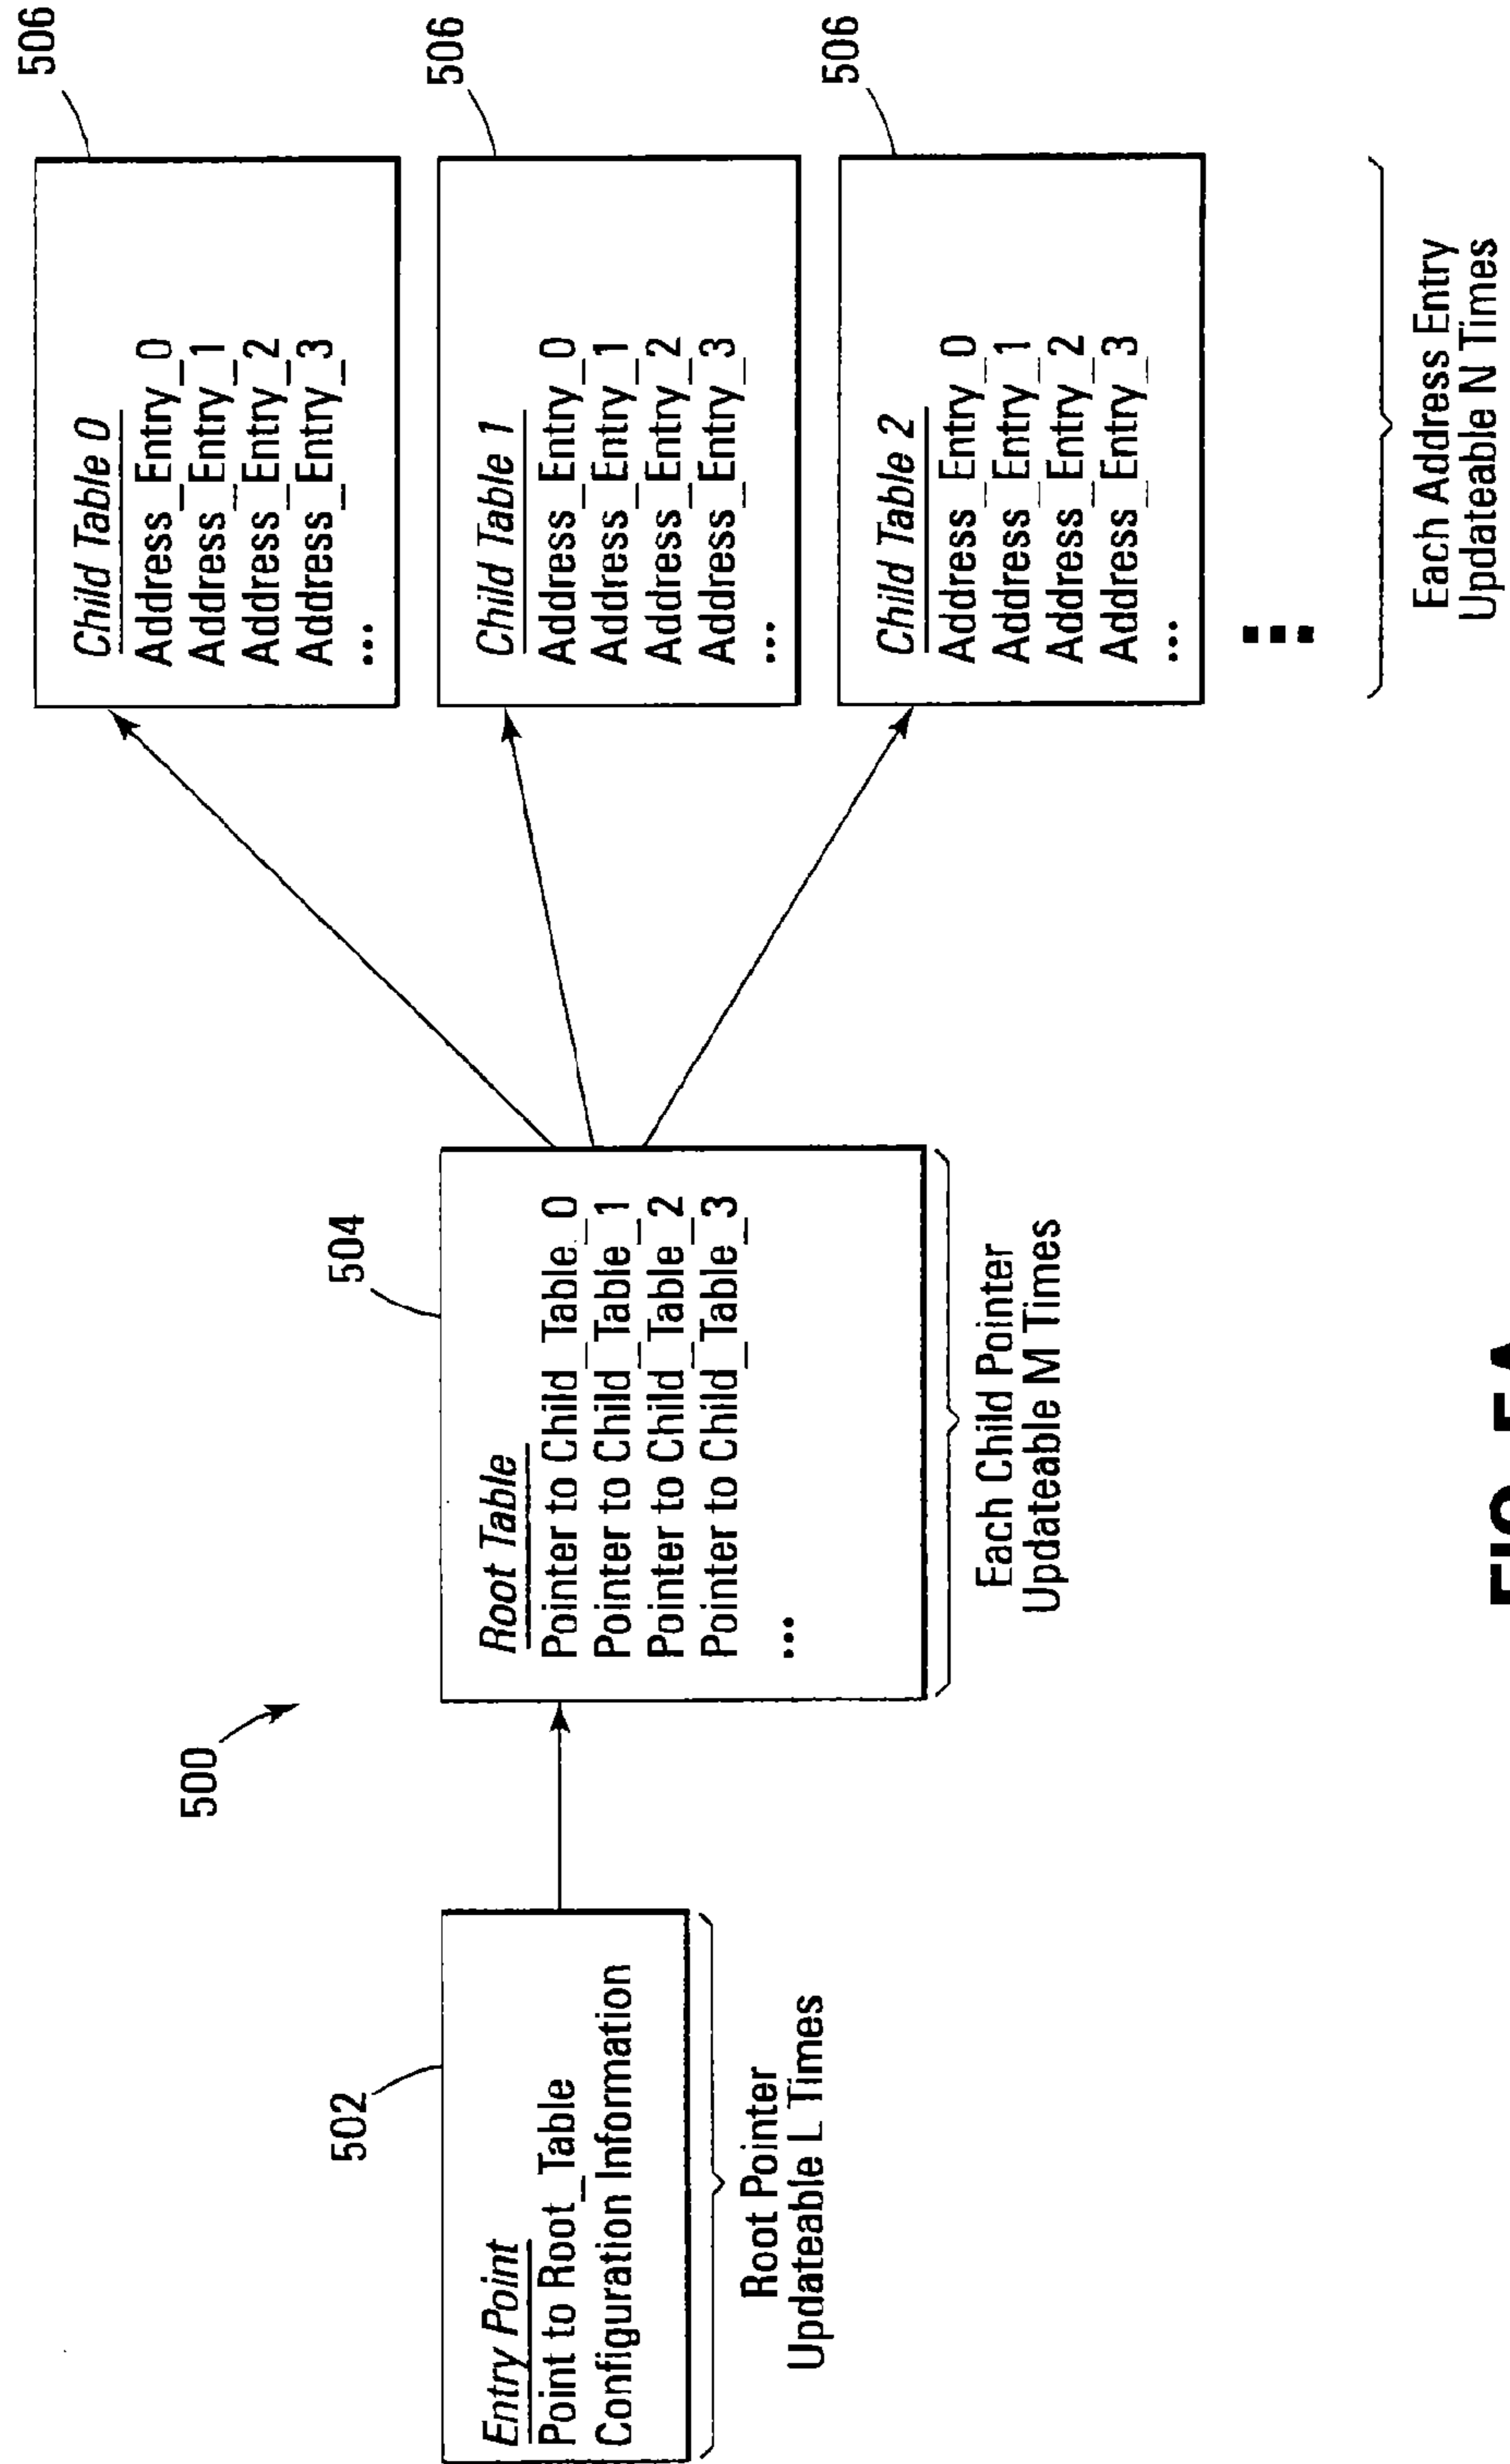 500
502
Entry Point
Point to Root_Table
Configuration Information
Root Pointer
Updateable L Times
504
Root Table
Pointer to Child_Table_0
Pointer to Child_Table_1
Pointer to Child_Table_2
Pointer to Child_Table_3
...
Each Child Pointer
Updateable M Times
506
Child Table 0
Address_Entry_0
Address_Entry_1
Address_Entry_2
Address_Entry_3
...
506
Child Table 1
Address_Entry_0
Address_Entry_1
Address_Entry_2
Address_Entry_3
...
506
Child Table 2
Address_Entry_0
Address_Entry_1
Address_Entry_2
Address_Entry_3
...
Each Address Entry
Updateable N Times
FIG. 5A